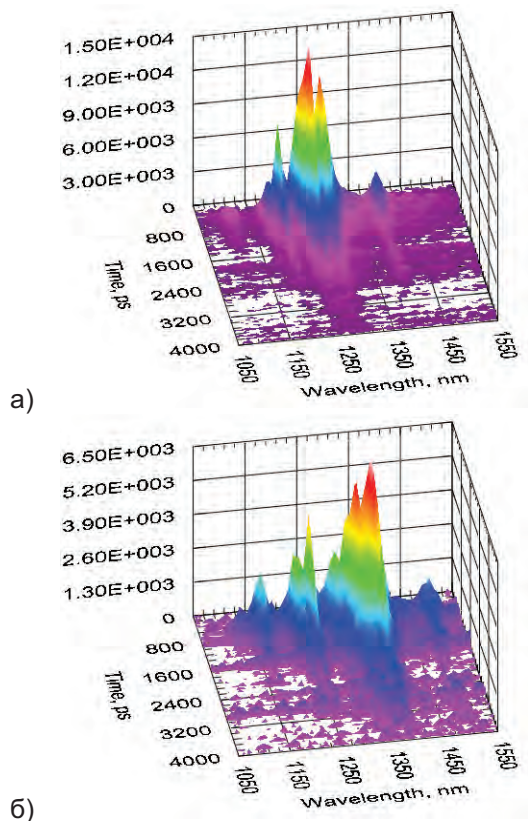 1.50E+004
1.20E+004
9.00E+003
6.00E+003
3.00E+003
0
800
1600
2400
3200
4000
Time, ps
1050
1150
1250
1350
1450
1550
Wavelength, nm
а)
6.50E+003
5.20E+003
3.90E+003
2.60E+003
1.30E+003
0
800
1600
2400
3200
4000
Time, ps
1050
1150
1250
1350
1450
1550
Wavelength, nm
б)